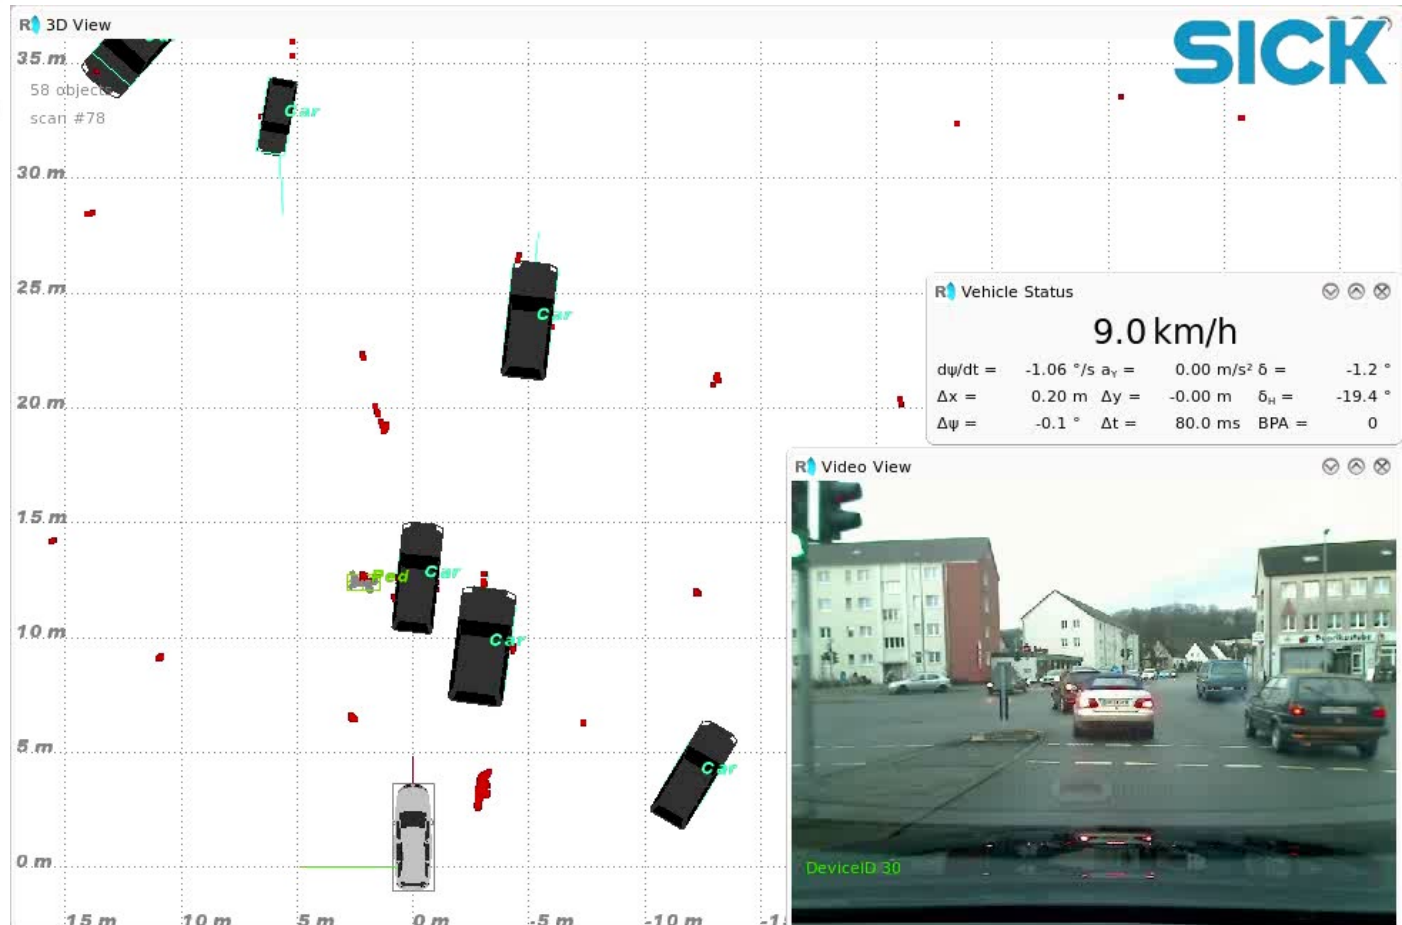 3D View
SICK
35 m
Car
58 objects
Car
scan #78
30 m
25 m
Car
20 m
15 m
Ped
Car
10 m
Car
5 m
Car
0 m
15 m
10 m
5 m
0 m
-5 m
-10 m
Vehicle Status
9.0 km/h
dψ/dt = -1.06 °/s aY = 0.00 m/s² δ = -1.2 °
Δx = 0.20 m Δy = -0.00 m δH = -19.4 °
Δψ = -0.1 ° Δt = 80.0 ms BPA = 0
Video View
DeviceID 30